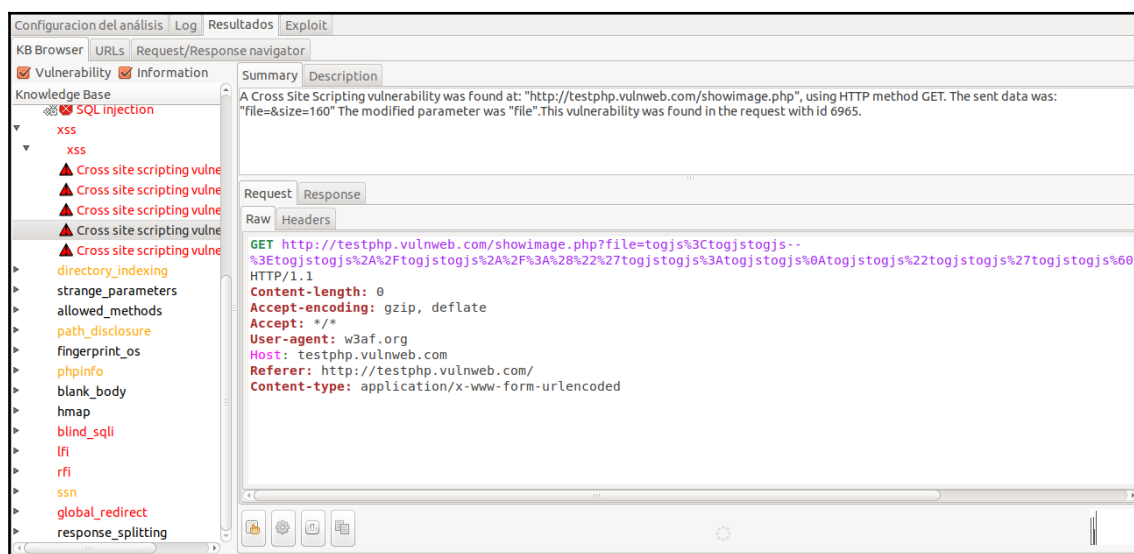 Configuracion del análisis Log Resultados Exploit
KB Browser URLs Request/Response navigator
Vulnerability Information
Knowledge Base
SQL injection
xss
xss
Cross site scripting vulne
Cross site scripting vulne
Cross site scripting vulne
Cross site scripting vulne
Cross site scripting vulne
directory_indexing
strange_parameters
allowed_methods
path_disclosure
fingerprint_os
phpinfo
blank_body
hmap
blind_sqli
lfi
rfi
ssn
global_redirect
response_splitting
Summary Description
A Cross Site Scripting vulnerability was found at: "http://testphp.vulnweb.com/showimage.php", using HTTP method GET. The sent data was:
"file=&size=160" The modified parameter was "file".This vulnerability was found in the request with id 6965.
Request Response
Raw Headers
GET http://testphp.vulnweb.com/showimage.php?file=togjs%3Ctogjstogjs--
%3Etogjstogjs%2A%2Ftogjstogjs%2A%2F%3A%28%22%27togjstogjs%3Atogjstogjs%0Atogjstogjs%22togjstogjs%27togjstogjs%60
HTTP/1.1
Content-length: 0
Accept-encoding: gzip, deflate
Accept: */*
User-agent: w3af.org
Host: testphp.vulnweb.com
Referer: http://testphp.vulnweb.com/
Content-type: application/x-www-form-urlencoded